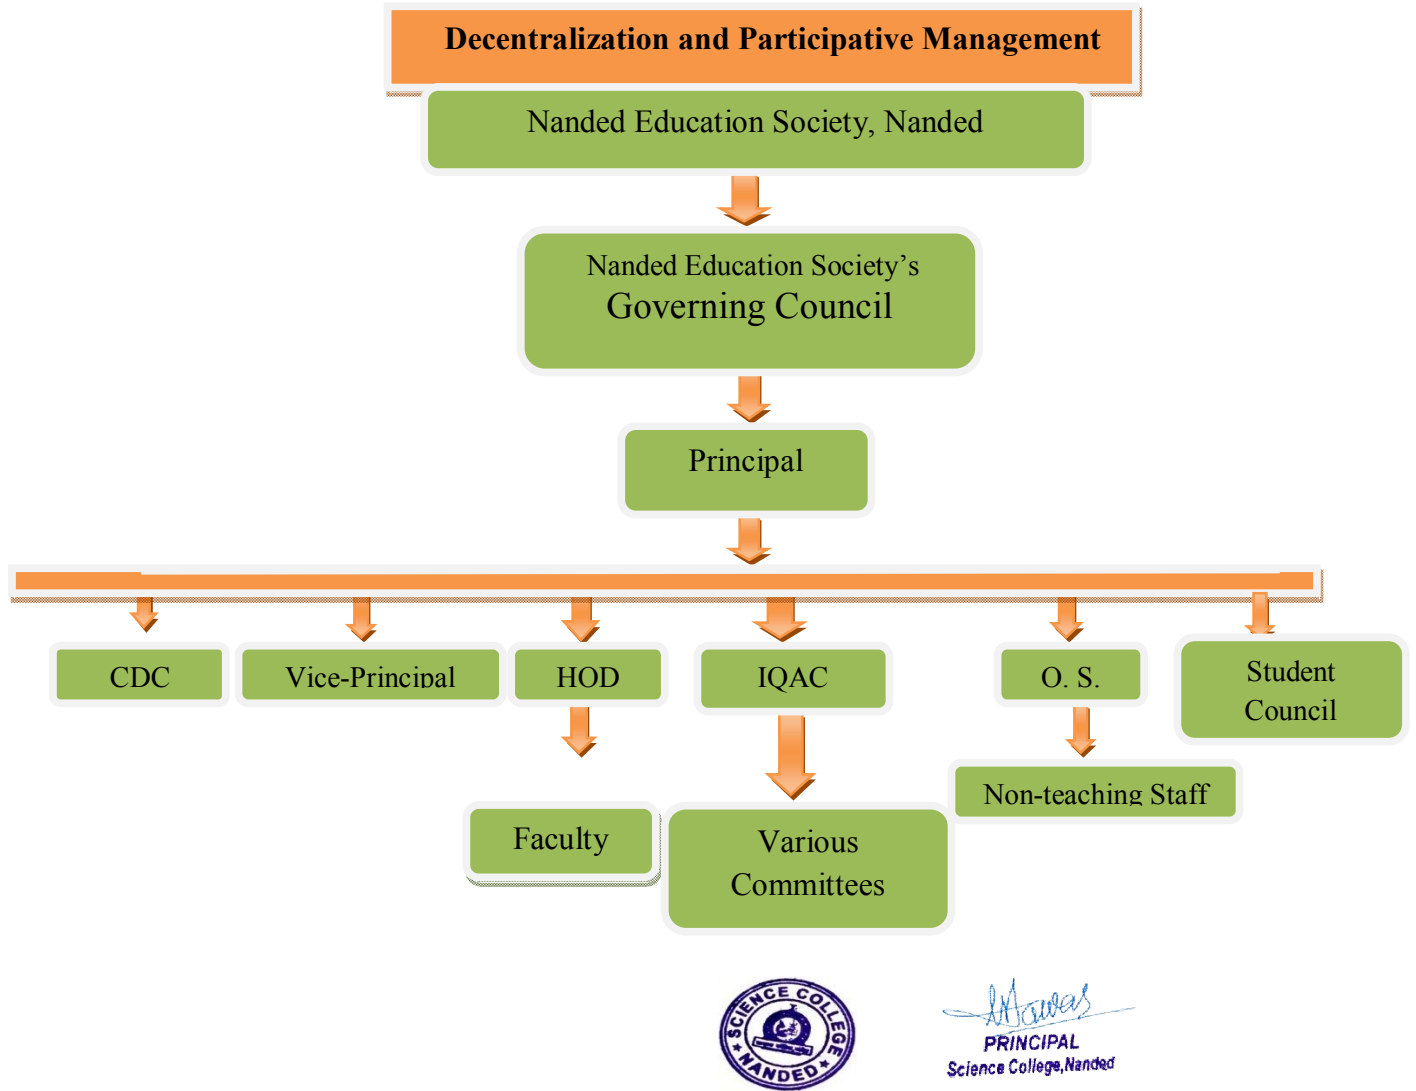 Decentralization and Participative Management
Nanded Education Society, Nanded
Nanded Education Society’s
Governing Council
Principal
CDC
Vice-Principal
HOD
IQAC
O. S.
Student
Council
Non-teaching Staff
Faculty
Various
Committees
SCIENCE COLLEGE
NANDED
PRINCIPAL
Science College,Nanded